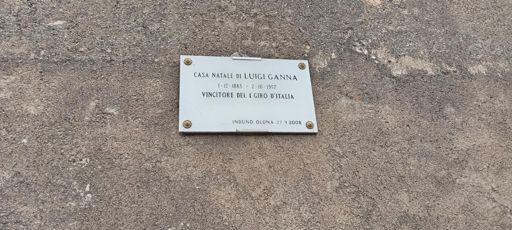 CASA NATALE DI LUIGI GANNA
1-12-1883 - 2-10-1957
VINCITORE DEL I GIRO D'ITALIA
INDUNO OLONA 27 9 2008